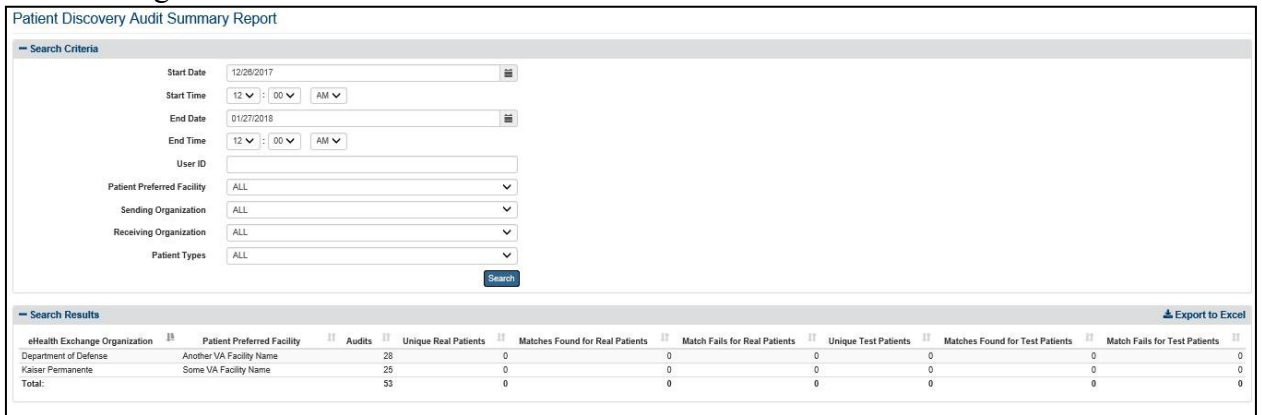 Patient Discovery Audit Summary Report
Search Criteria
Start Date 12/26/2017
Start Time 12 : 00 AM
End Date 01/27/2018
End Time 12 : 00 AM
User ID
Patient Preferred Facility ALL
Sending Organization ALL
Receiving Organization ALL
Patient Types ALL
Search
Search Results Export to Excel
eHealth Exchange Organization Patient Preferred Facility Audits Unique Real Patients Matches Found for Real Patients Match Fails for Real Patients Unique Test Patients Matches Found for Test Patients Match Fails for Test Patients
Department of Defense Another VA Facility Name 28 0 0 0 0 0 0
Kaiser Permanente Some VA Facility Name 25 0 0 0 0 0 0
Total: 53 0 0 0 0 0 0